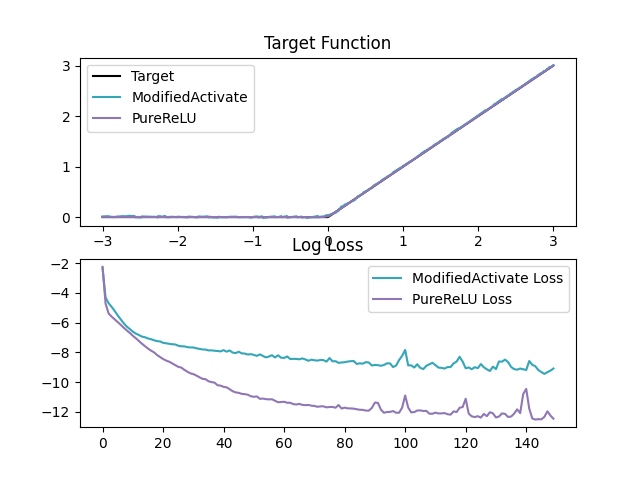 Target Function
3
2
1
0
Target
ModifiedActivate
PureReLU
−3 −2 −1 0 1 2 3
Log Loss
−2
−4
−6
−8
−10
−12
ModifiedActivate Loss
PureReLU Loss
0 20 40 60 80 100 120 140